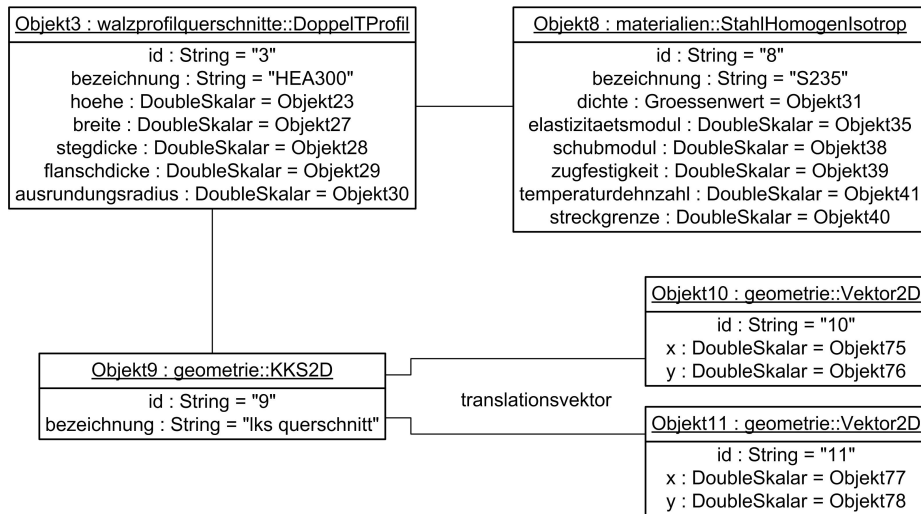 Objekt3 : walzprofilquerschnitte::DoppelTProfil
id : String = "3"
bezeichnung : String = "HEA300"
hoehe : DoubleSkalar = Objekt23
breite : DoubleSkalar = Objekt27
stegdicke : DoubleSkalar = Objekt28
flanschdicke : DoubleSkalar = Objekt29
ausrundungsradius : DoubleSkalar = Objekt30
Objekt8 : materialien::StahlHomogenIsotrop
id : String = "8"
bezeichnung : String = "S235"
dichte : Groessenwert = Objekt31
elastizitaetsmodul : DoubleSkalar = Objekt35
schubmodul : DoubleSkalar = Objekt38
zugfestigkeit : DoubleSkalar = Objekt39
temperaturdehnzahl : DoubleSkalar = Objekt41
streckgrenze : DoubleSkalar = Objekt40
Objekt10 : geometrie::Vektor2D
id : String = "10"
x : DoubleSkalar = Objekt75
y : DoubleSkalar = Objekt76
Objekt9 : geometrie::KKS2D
id : String = "9"
bezeichnung : String = "lks querschnitt"
translationsvektor
Objekt11 : geometrie::Vektor2D
id : String = "11"
x : DoubleSkalar = Objekt77
y : DoubleSkalar = Objekt78